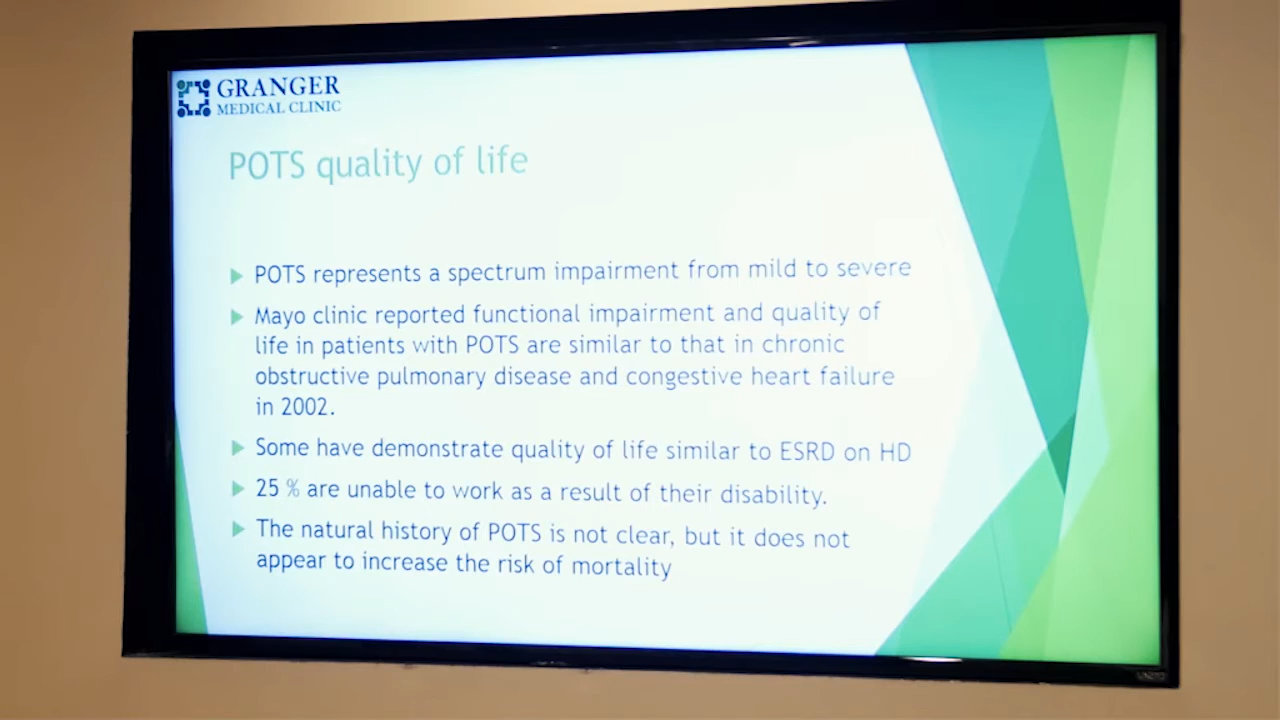 GRANGER
MEDICAL CLINIC
POTS quality of life
POTS represents a spectrum impairment from mild to severe
Mayo clinic reported functional impairment and quality of
life in patients with POTS are similar to that in chronic
obstructive pulmonary disease and congestive heart failure
in 2002.
Some have demonstrate quality of life similar to ESRD on HD
25 % are unable to work as a result of their disability.
The natural history of POTS is not clear, but it does not
appear to increase the risk of mortality